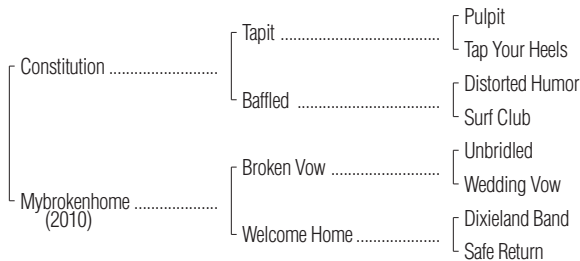 Pulpit
Tapit ..............................
Tap Your Heels
Constitution .........................
Distorted Humor
Baffled ............................
Surf Club
Unbridled
Broken Vow .........................
Wedding Vow
Mybrokenhome ...................
(2010)
Dixieland Band
Welcome Home ...................
Safe Return